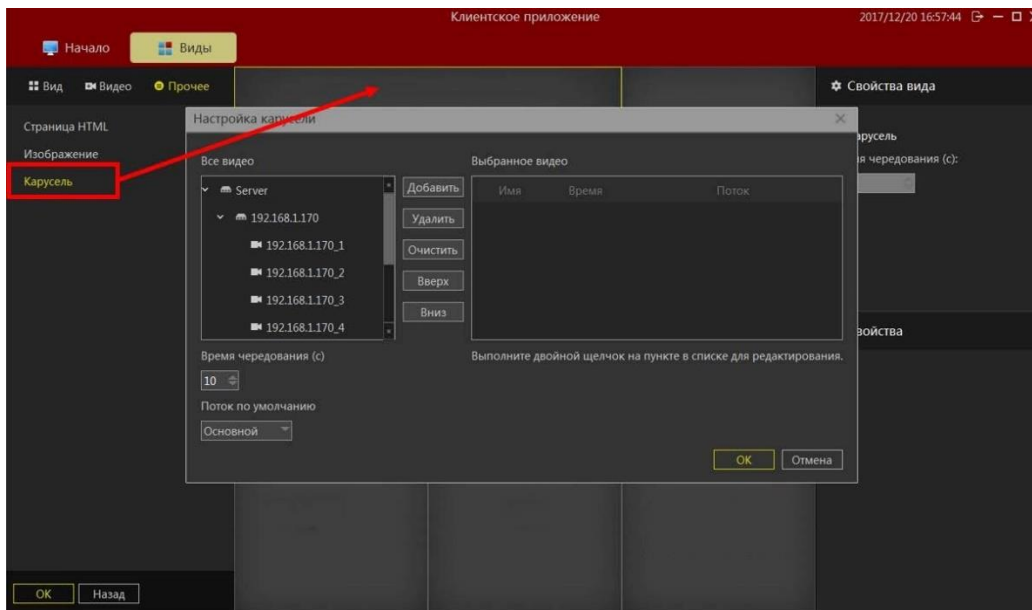 Клиентское приложение
2017/12/20 16:57:44
Начало
Виды
Вид
Видео
Прочее
Свойства вида
Страница HTML
Изображение
Карусель
Настройка карусели
Все видео
Выбранное видео
Server
192.168.1.170
192.168.1.170_1
192.168.1.170_2
192.168.1.170_3
192.168.1.170_4
Добавить
Удалить
Очистить
Вверх
Вниз
Имя
Время
Поток
Время чередования (с)
10
Выполните двойной щелчок на пункте в списке для редактирования.
Поток по умолчанию
Основной
OK
Отмена
арусель
я чередования (с):
войства
OK
Назад